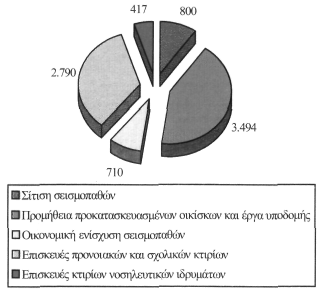 417
800
2.790
3.494
710
Σίτιση σεισμοπαθών
Προμήθεια προκατασκευασμένων οικίσκων και έργα υποδομής
Οικονομική ενίσχυση σεισμοπαθών
Επισκευές προνοιακών και σχολικών κτιρίων
Επισκευές κτιρίων νοσηλευτικών ιδρυμάτων